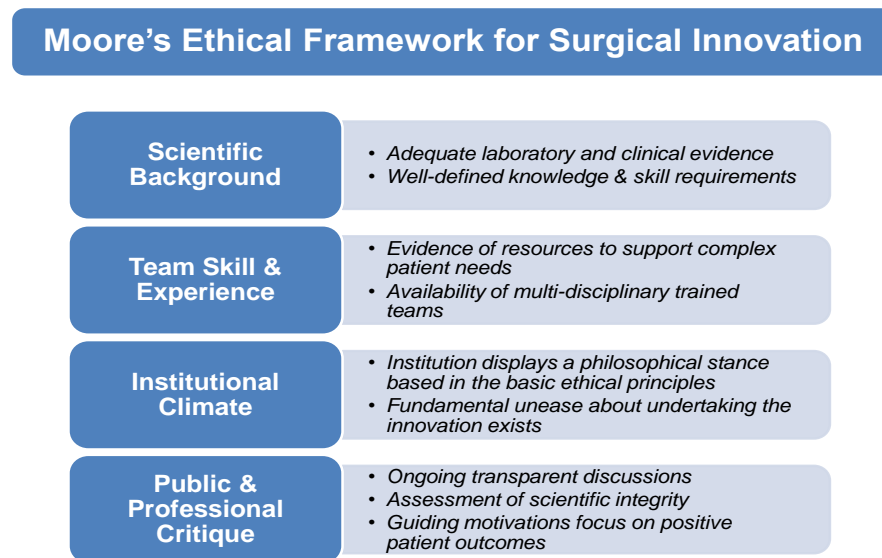 Moore’s Ethical Framework for Surgical Innovation
Scientific
Background
• Adequate laboratory and clinical evidence
• Well-defined knowledge & skill requirements
Team Skill &
Experience
• Evidence of resources to support complex
patient needs
• Availability of multi-disciplinary trained
teams
Institutional
Climate
• Institution displays a philosophical stance
based in the basic ethical principles
• Fundamental unease about undertaking the
innovation exists
Public &
Professional
Critique
• Ongoing transparent discussions
• Assessment of scientific integrity
• Guiding motivations focus on positive
patient outcomes